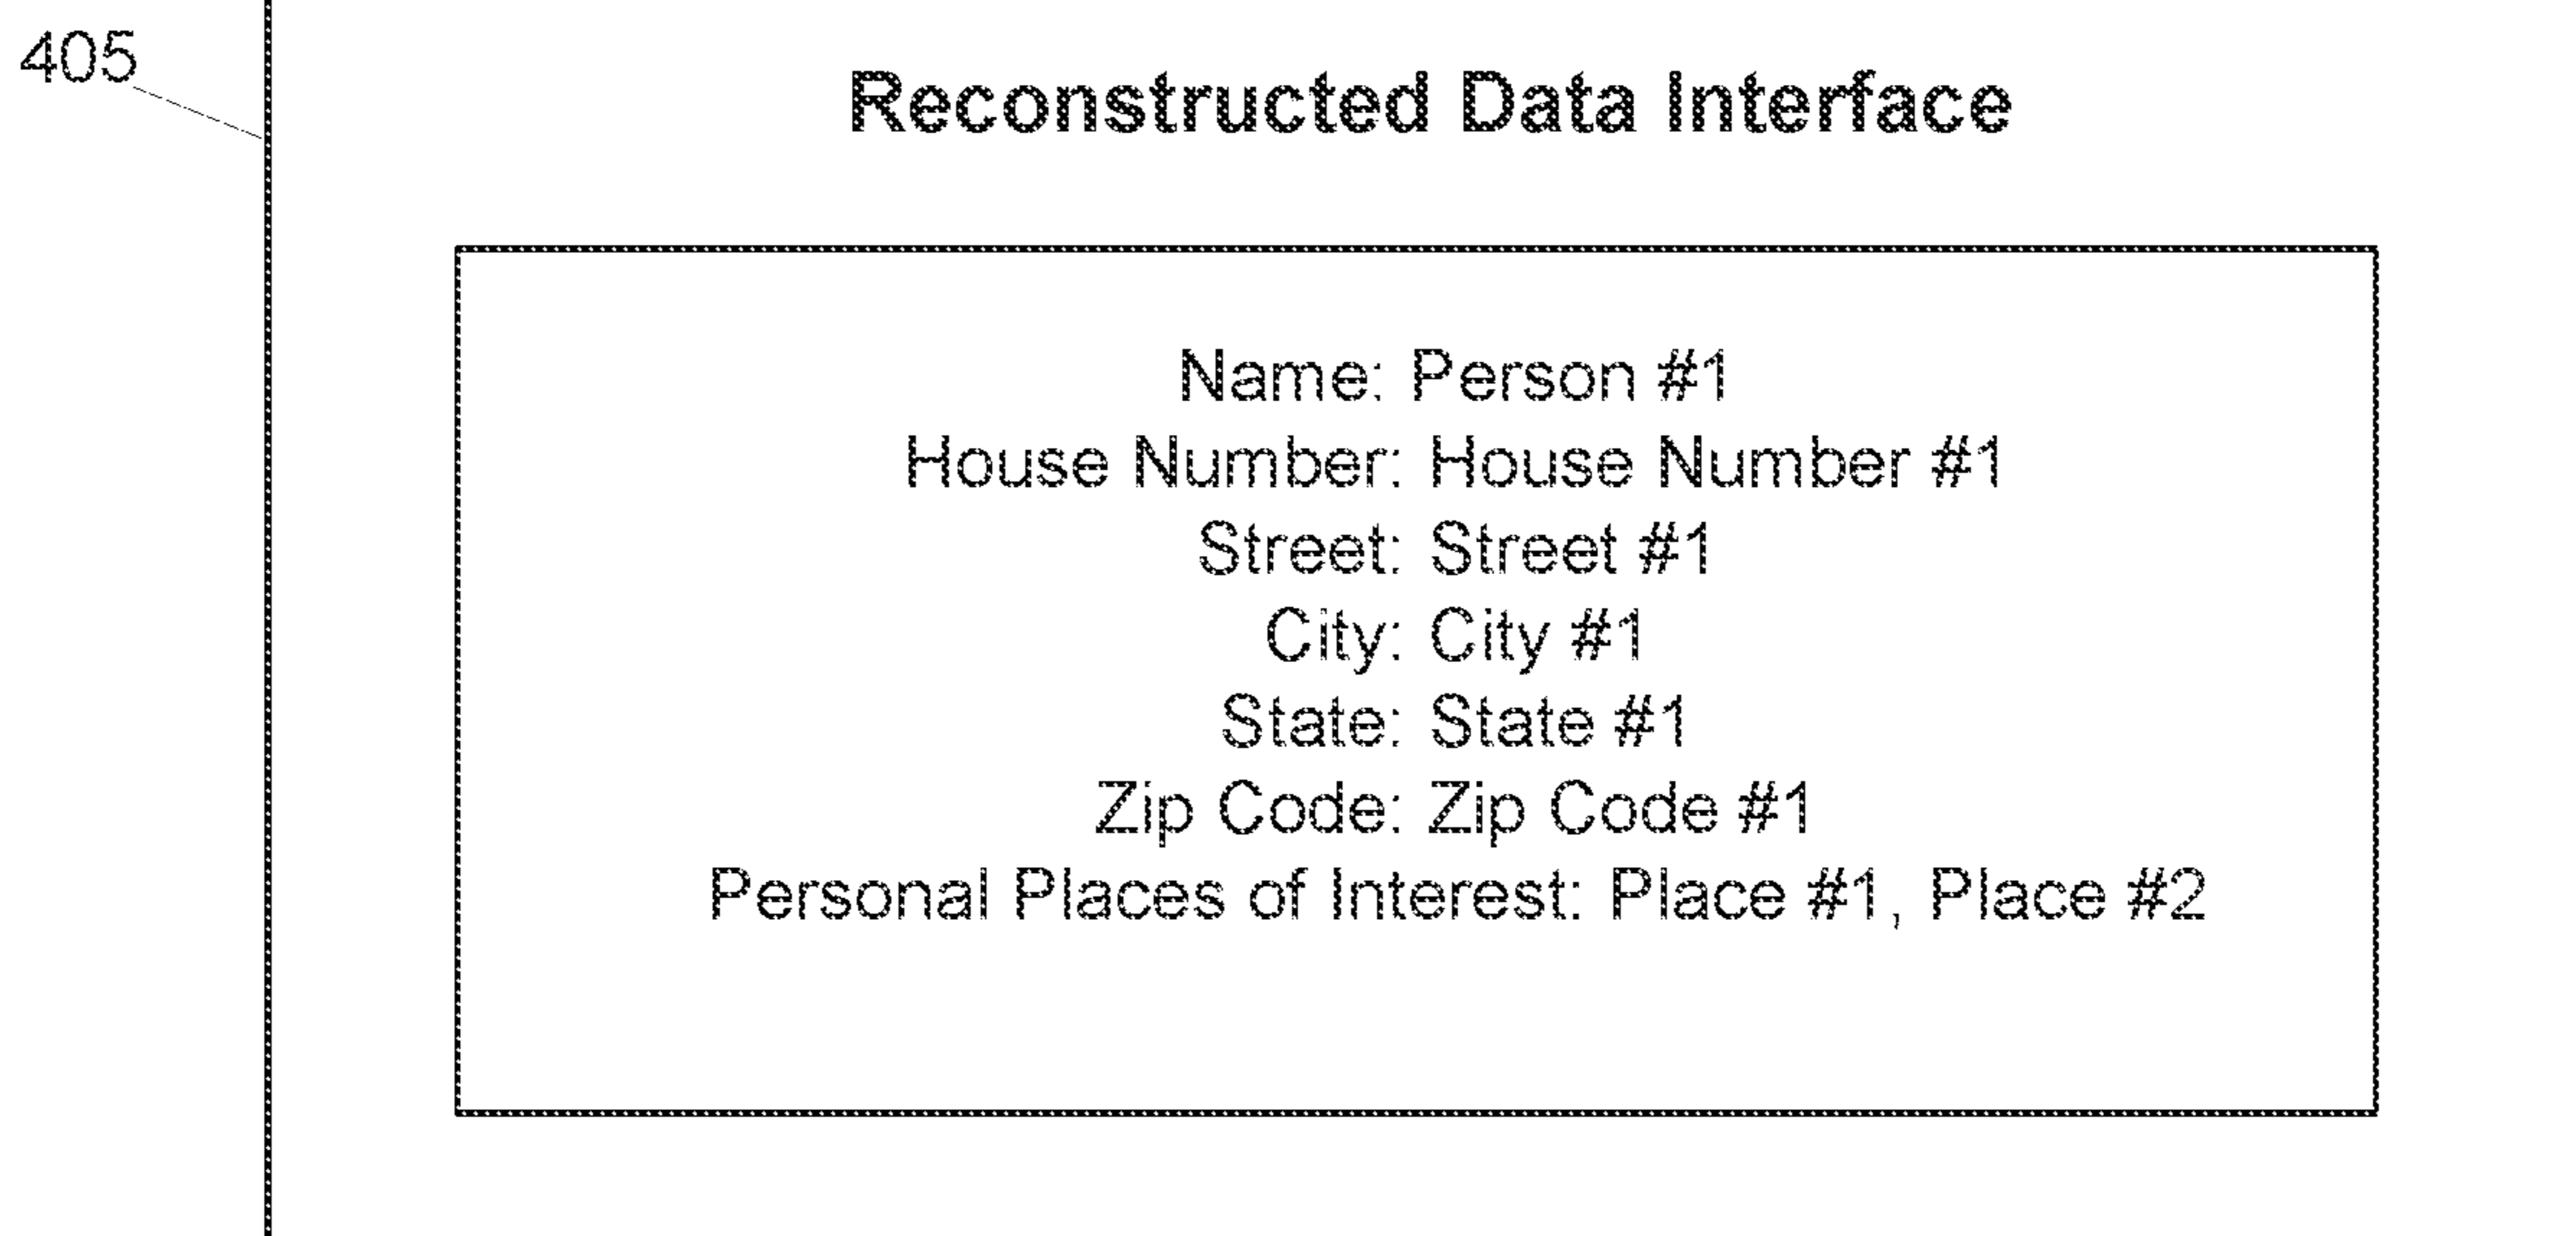 405
Reconstructed Data Interface
Name: Person #1
House Number: House Number #1
Street: Street #1
City: City #1
State: State #1
Zip Code: Zip Code #1
Personal Places of Interest: Place #1, Place #2